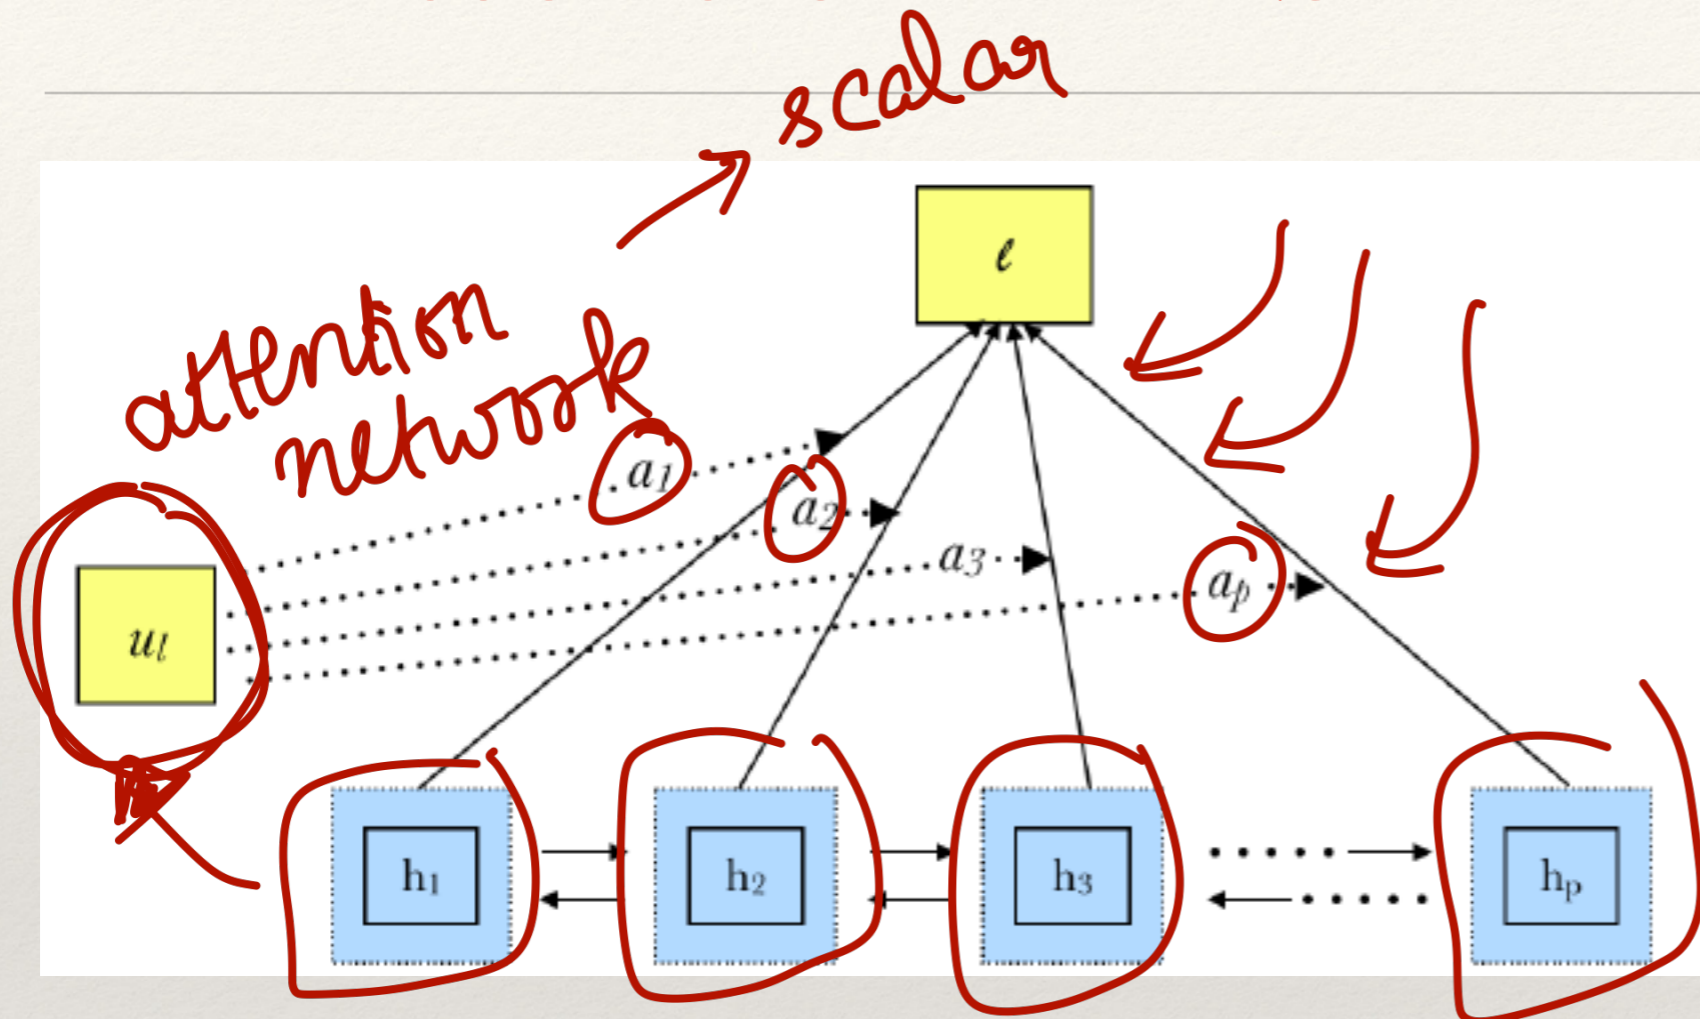 scalar
ℓ
attention
network
a1
a2
a3
ap
ul
h1
h2
h3
hp